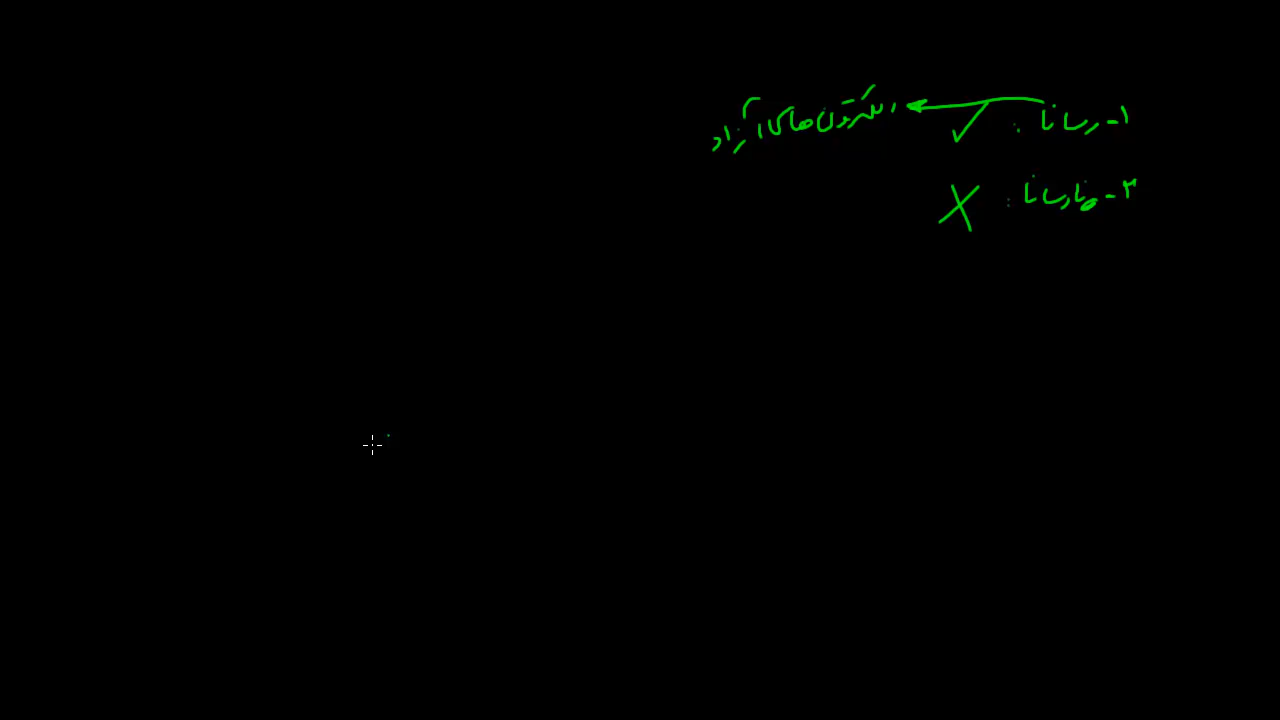 ۱- رسانا : ✓ ← الکترون های آزاد
۲- نارسانا : X